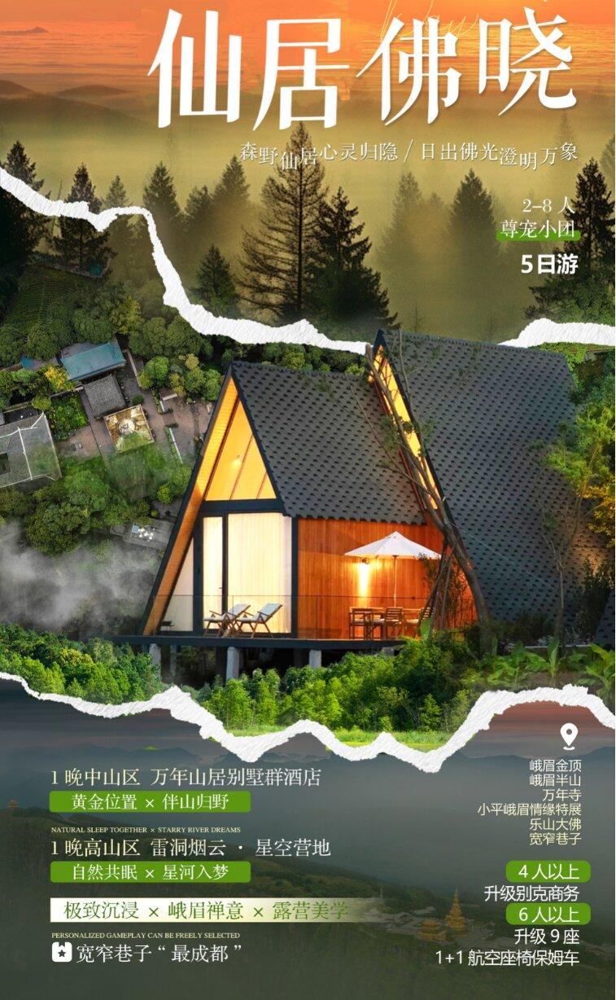 仙居佛晓
森野仙居心灵归隐 / 日出佛光澄明万象
2-8 人
尊宠小团
5日游
1 晚中山区 万年山居别墅群酒店
黄金位置 × 伴山归野
NATURAL SLEEP TOGETHER × STARRY RIVER DREAMS
1 晚高山区 雷洞烟云 · 星空营地
自然共眠 × 星河入梦
极致沉浸 × 峨眉禅意 × 露营美学
PERSONALIZED GAMEPLAY CAN BE FREELY SELECTED
宽窄巷子“ 最成都 ”
峨眉金顶
峨眉半山
万年寺
小平峨眉情缘特展
乐山大佛
宽窄巷子
4 人以上
升级别克商务
6 人以上
升级 9 座
1+1 航空座椅保姆车